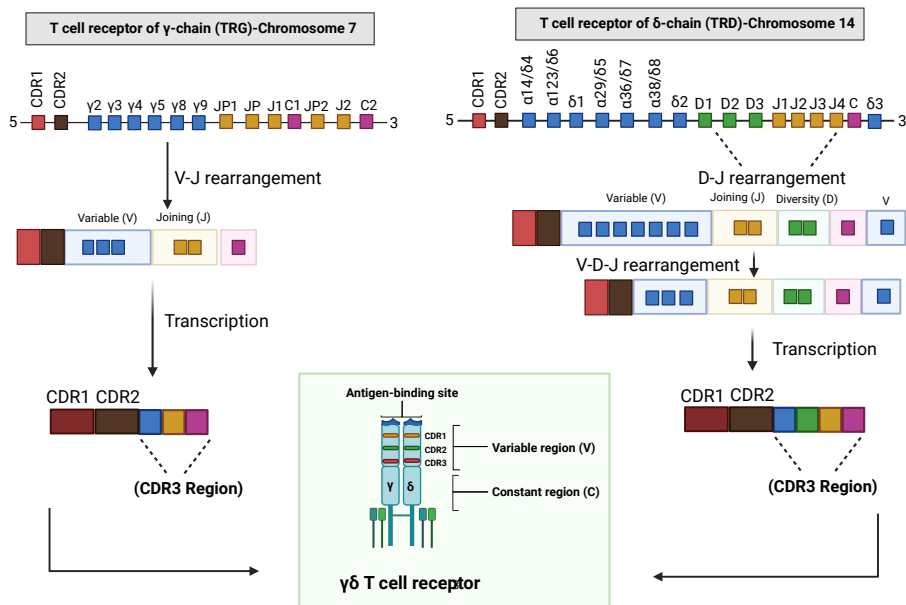 T cell receptor of γ-chain (TRG)-Chromosome 7
CDR1
CDR2
γ2 γ3 γ4 γ5 γ8 γ9 JP1 JP J1 C1 JP2 J2 C2
5
3
V-J rearrangement
Variable (V)
Joining (J)
Transcription
CDR1 CDR2
(CDR3 Region)
T cell receptor of δ-chain (TRD)-Chromosome 14
CDR1
CDR2
α14/δ4
α123/δ6
δ1
α29/δ5
α36/δ7
α38/δ8
δ2 D1 D2 D3 J1 J2 J3 J4 C δ3
5
3
D-J rearrangement
Variable (V)
Joining (J)
Diversity (D)
V
V-D-J rearrangement
Transcription
CDR1 CDR2
(CDR3 Region)
Antigen-binding site
CDR1
CDR2
CDR3
Variable region (V)
γ δ
Constant region (C)
γδ T cell receptor